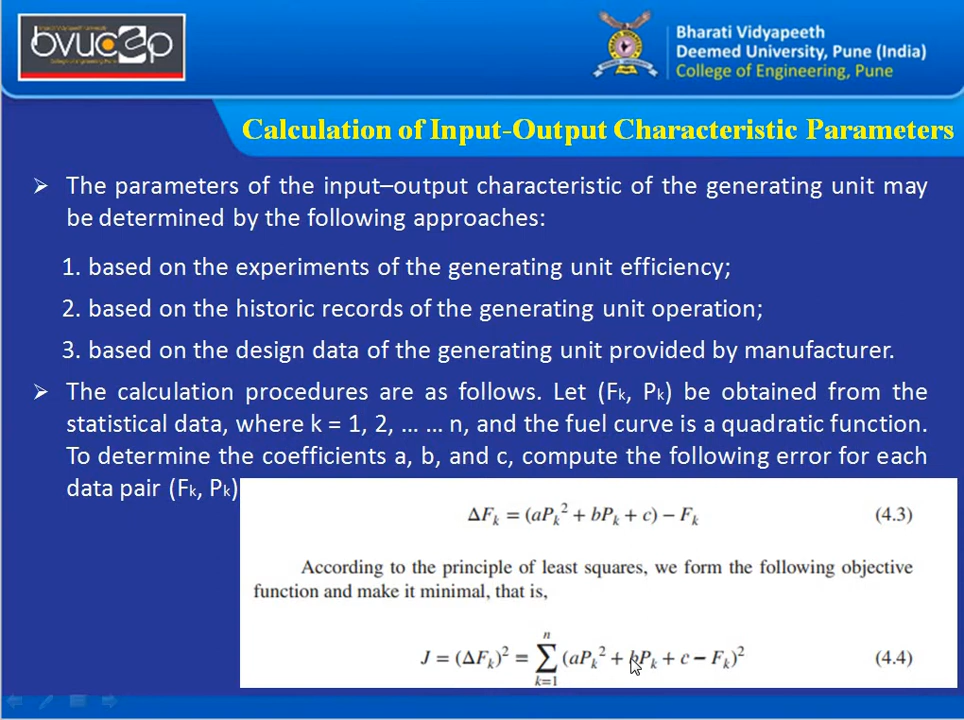 bvucep
Bharati Vidyapeeth
Deemed University, Pune (India)
College of Engineering, Pune
Calculation of Input-Output Characteristic Parameters
➢ The parameters of the input–output characteristic of the generating unit may
be determined by the following approaches:
1. based on the experiments of the generating unit efficiency;
2. based on the historic records of the generating unit operation;
3. based on the design data of the generating unit provided by manufacturer.
➢ The calculation procedures are as follows. Let (Fₖ, Pₖ) be obtained from the
statistical data, where k = 1, 2, … … n, and the fuel curve is a quadratic function.
To determine the coefficients a, b, and c, compute the following error for each
data pair (Fₖ, Pₖ)
ΔFₖ = (aPₖ² + bPₖ + c) − Fₖ (4.3)
According to the principle of least squares, we form the following objective
function and make it minimal, that is,
J = (ΔFₖ)² = ∑ₖ₌₁ⁿ (aPₖ² + bPₖ + c − Fₖ)² (4.4)